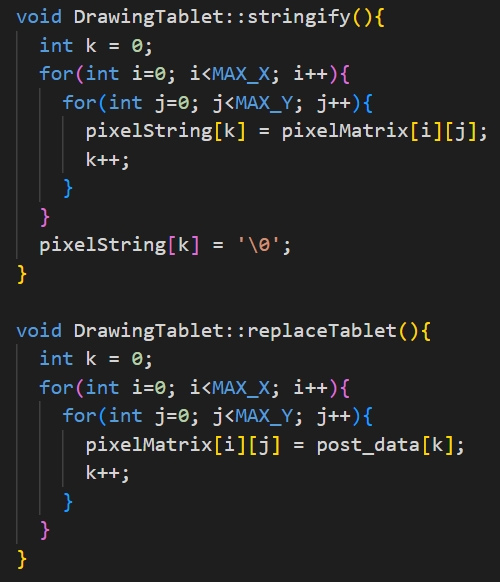 void DrawingTablet::stringify(){
  int k = 0;
  for(int i=0; i<MAX_X; i++){
    for(int j=0; j<MAX_Y; j++){
      pixelString[k] = pixelMatrix[i][j];
      k++;
    }
  }
  pixelString[k] = '\0';
}

void DrawingTablet::replaceTablet(){
  int k = 0;
  for(int i=0; i<MAX_X; i++){
    for(int j=0; j<MAX_Y; j++){
      pixelMatrix[i][j] = post_data[k];
      k++;
    }
  }
}